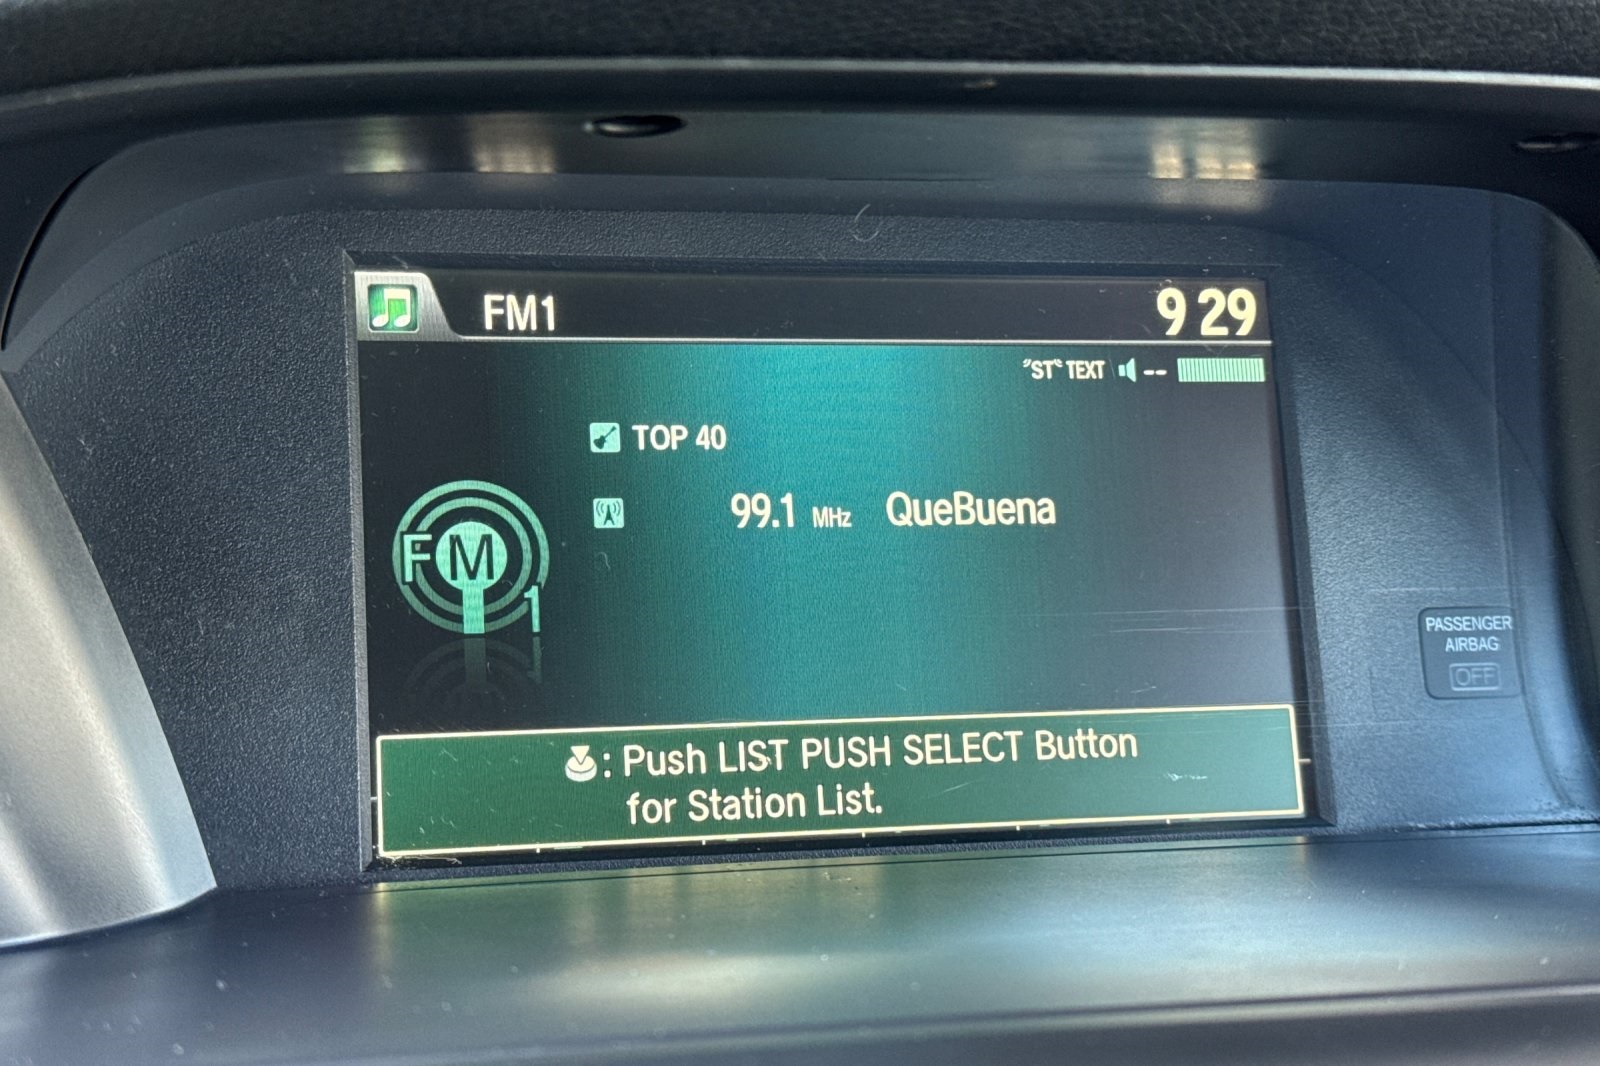 FM1
9 29
"ST" TEXT --
TOP 40
99.1 MHz QueBuena
FM
1
PASSENGER
AIRBAG
OFF
: Push LIST PUSH SELECT Button
for Station List.